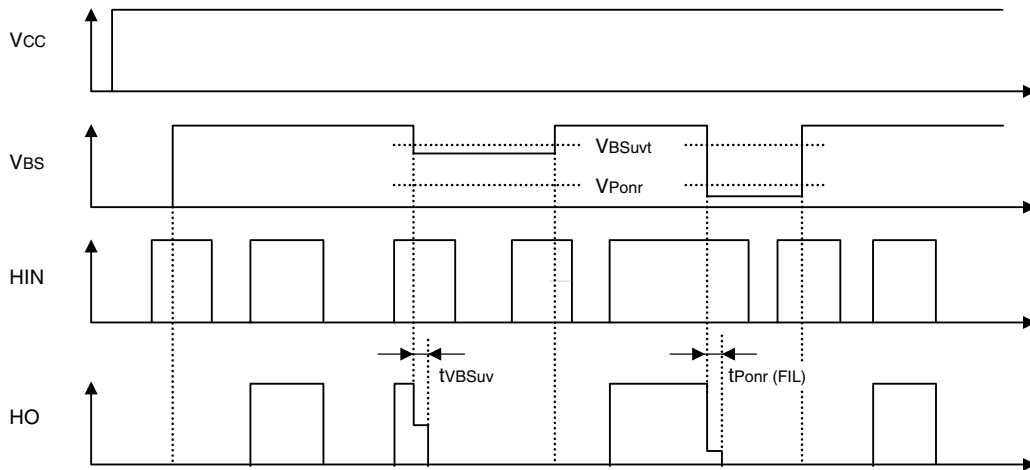 VCC
VBS
VBSuvt
VPonr
HIN
tVBSuv
tPonr (FIL)
HO